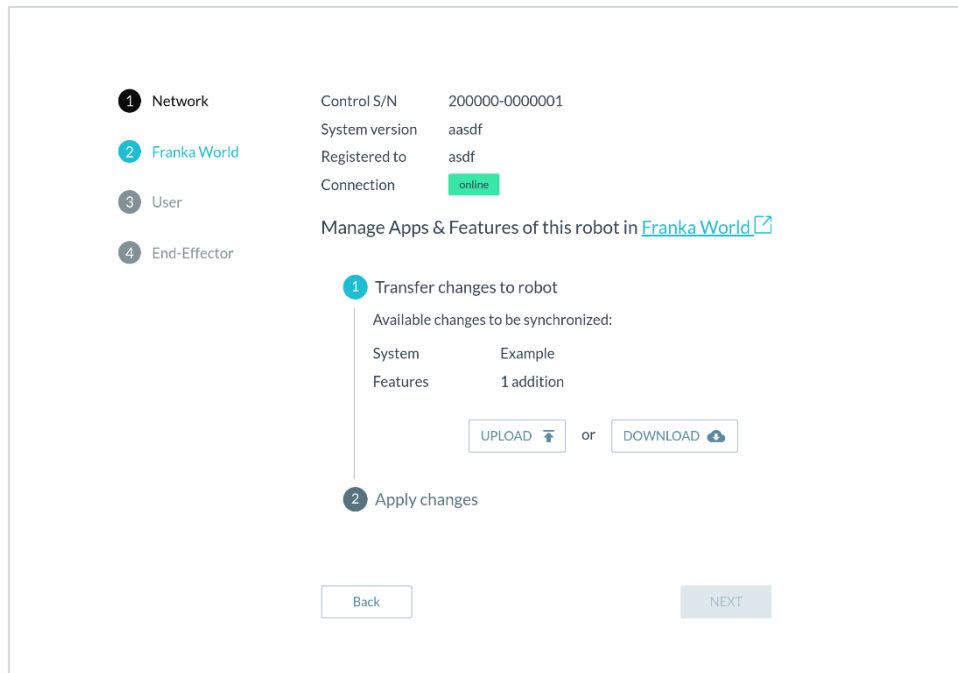 1 Network
2 Franka World
3 User
4 End-Effector
Control S/N 200000-0000001
System version aasdf
Registered to asdf
Connection online
Manage Apps & Features of this robot in Franka World
1 Transfer changes to robot
Available changes to be synchronized:
System Example
Features 1 addition
UPLOAD or DOWNLOAD
2 Apply changes
Back NEXT